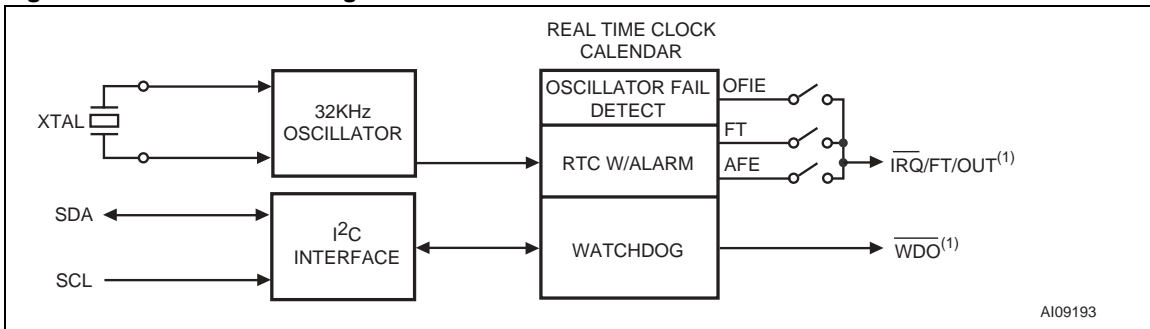 REAL TIME CLOCK
CALENDAR
XTAL
32KHz
OSCILLATOR
OSCILLATOR FAIL
DETECT
OFIE
RTC W/ALARM
FT
AFE
IRQ/FT/OUT(1)
SDA
SCL
I2C
INTERFACE
WATCHDOG
WDO(1)
AI09193